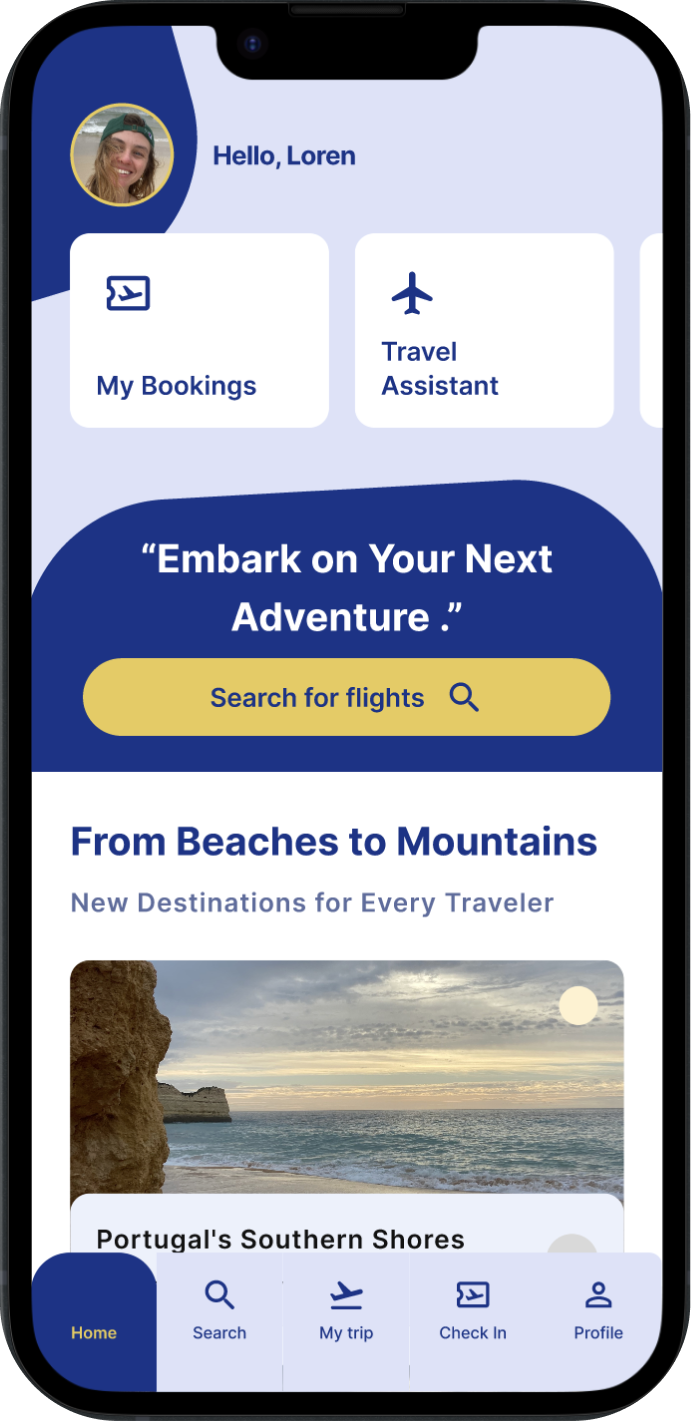 Hello, Loren
My Bookings
Travel
Assistant
“Embark on Your Next
Adventure .”
Search for flights
From Beaches to Mountains
New Destinations for Every Traveler
Portugal's Southern Shores
Home
Search
My trip
Check In
Profile